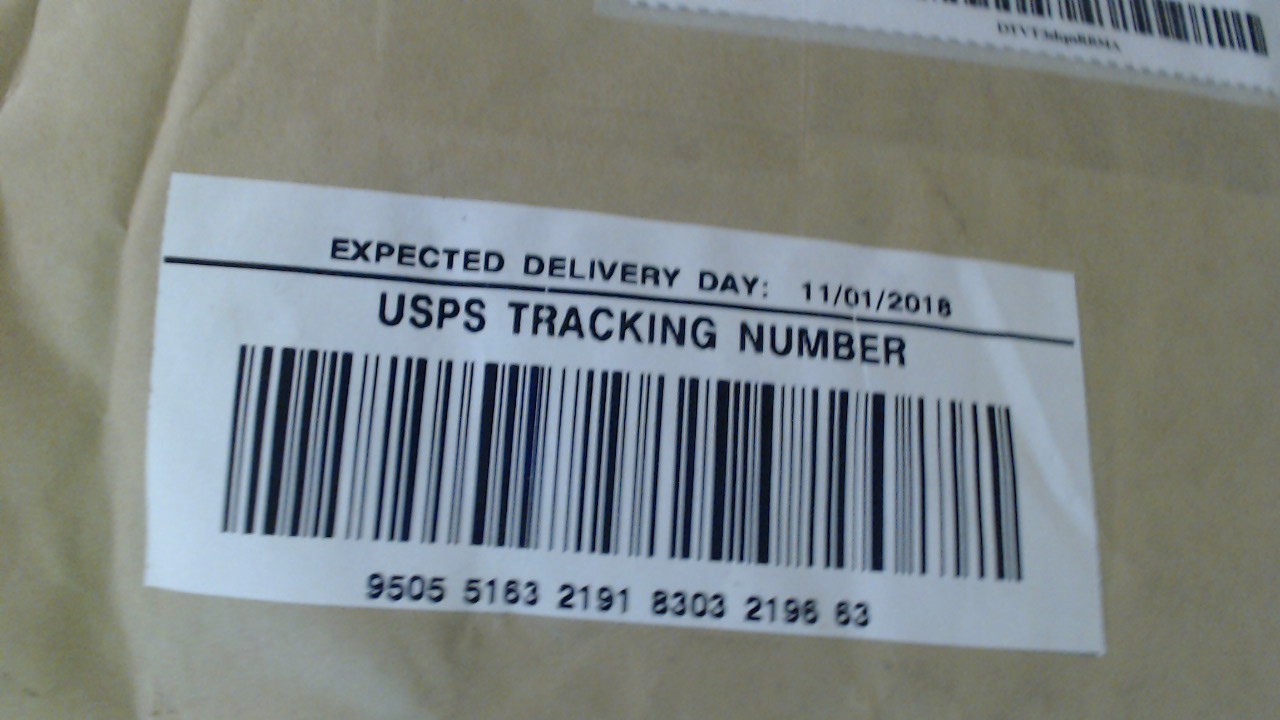 EXPECTED DELIVERY DAY: 11/01/2018
USPS TRACKING NUMBER
9505 5163 2191 8303 2196 63